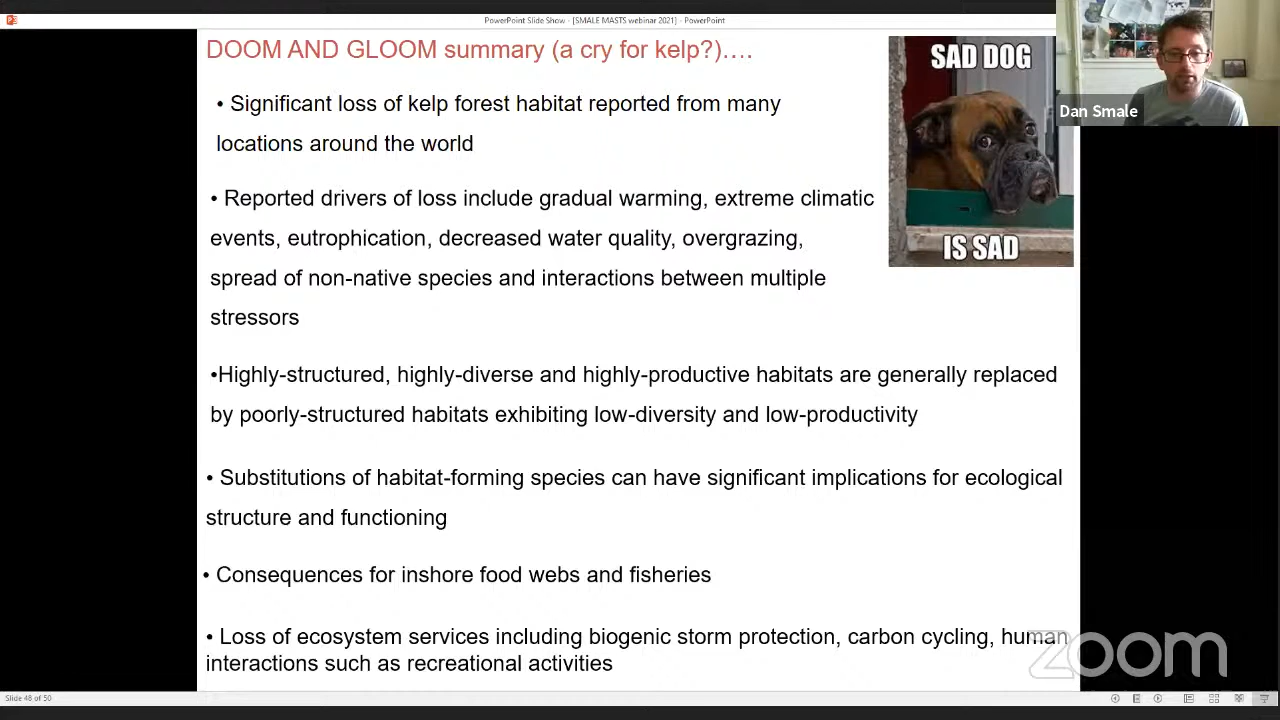 PowerPoint Slide Show - [SMALE MASTS webinar 2021] - PowerPoint
DOOM AND GLOOM summary (a cry for kelp?)….
SAD DOG
IS SAD
Dan Smale
• Significant loss of kelp forest habitat reported from many
locations around the world
• Reported drivers of loss include gradual warming, extreme climatic
events, eutrophication, decreased water quality, overgrazing,
spread of non-native species and interactions between multiple
stressors
•Highly-structured, highly-diverse and highly-productive habitats are generally replaced
by poorly-structured habitats exhibiting low-diversity and low-productivity
• Substitutions of habitat-forming species can have significant implications for ecological
structure and functioning
• Consequences for inshore food webs and fisheries
• Loss of ecosystem services including biogenic storm protection, carbon cycling, human
interactions such as recreational activities
zoom
Slide 48 of 50